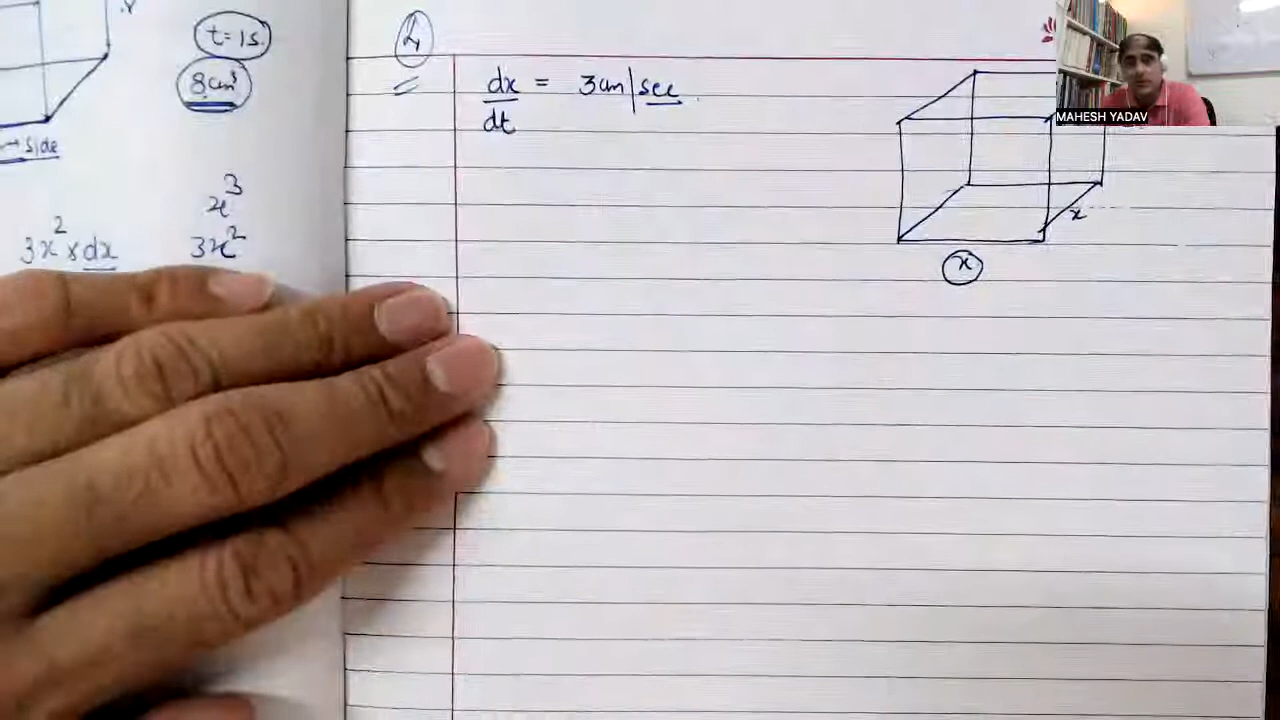 t=1s.
8cm³
side
x³
3x² × dx
3x²
4
dx/dt = 3cm|sec.
x
x
MAHESH YADAV